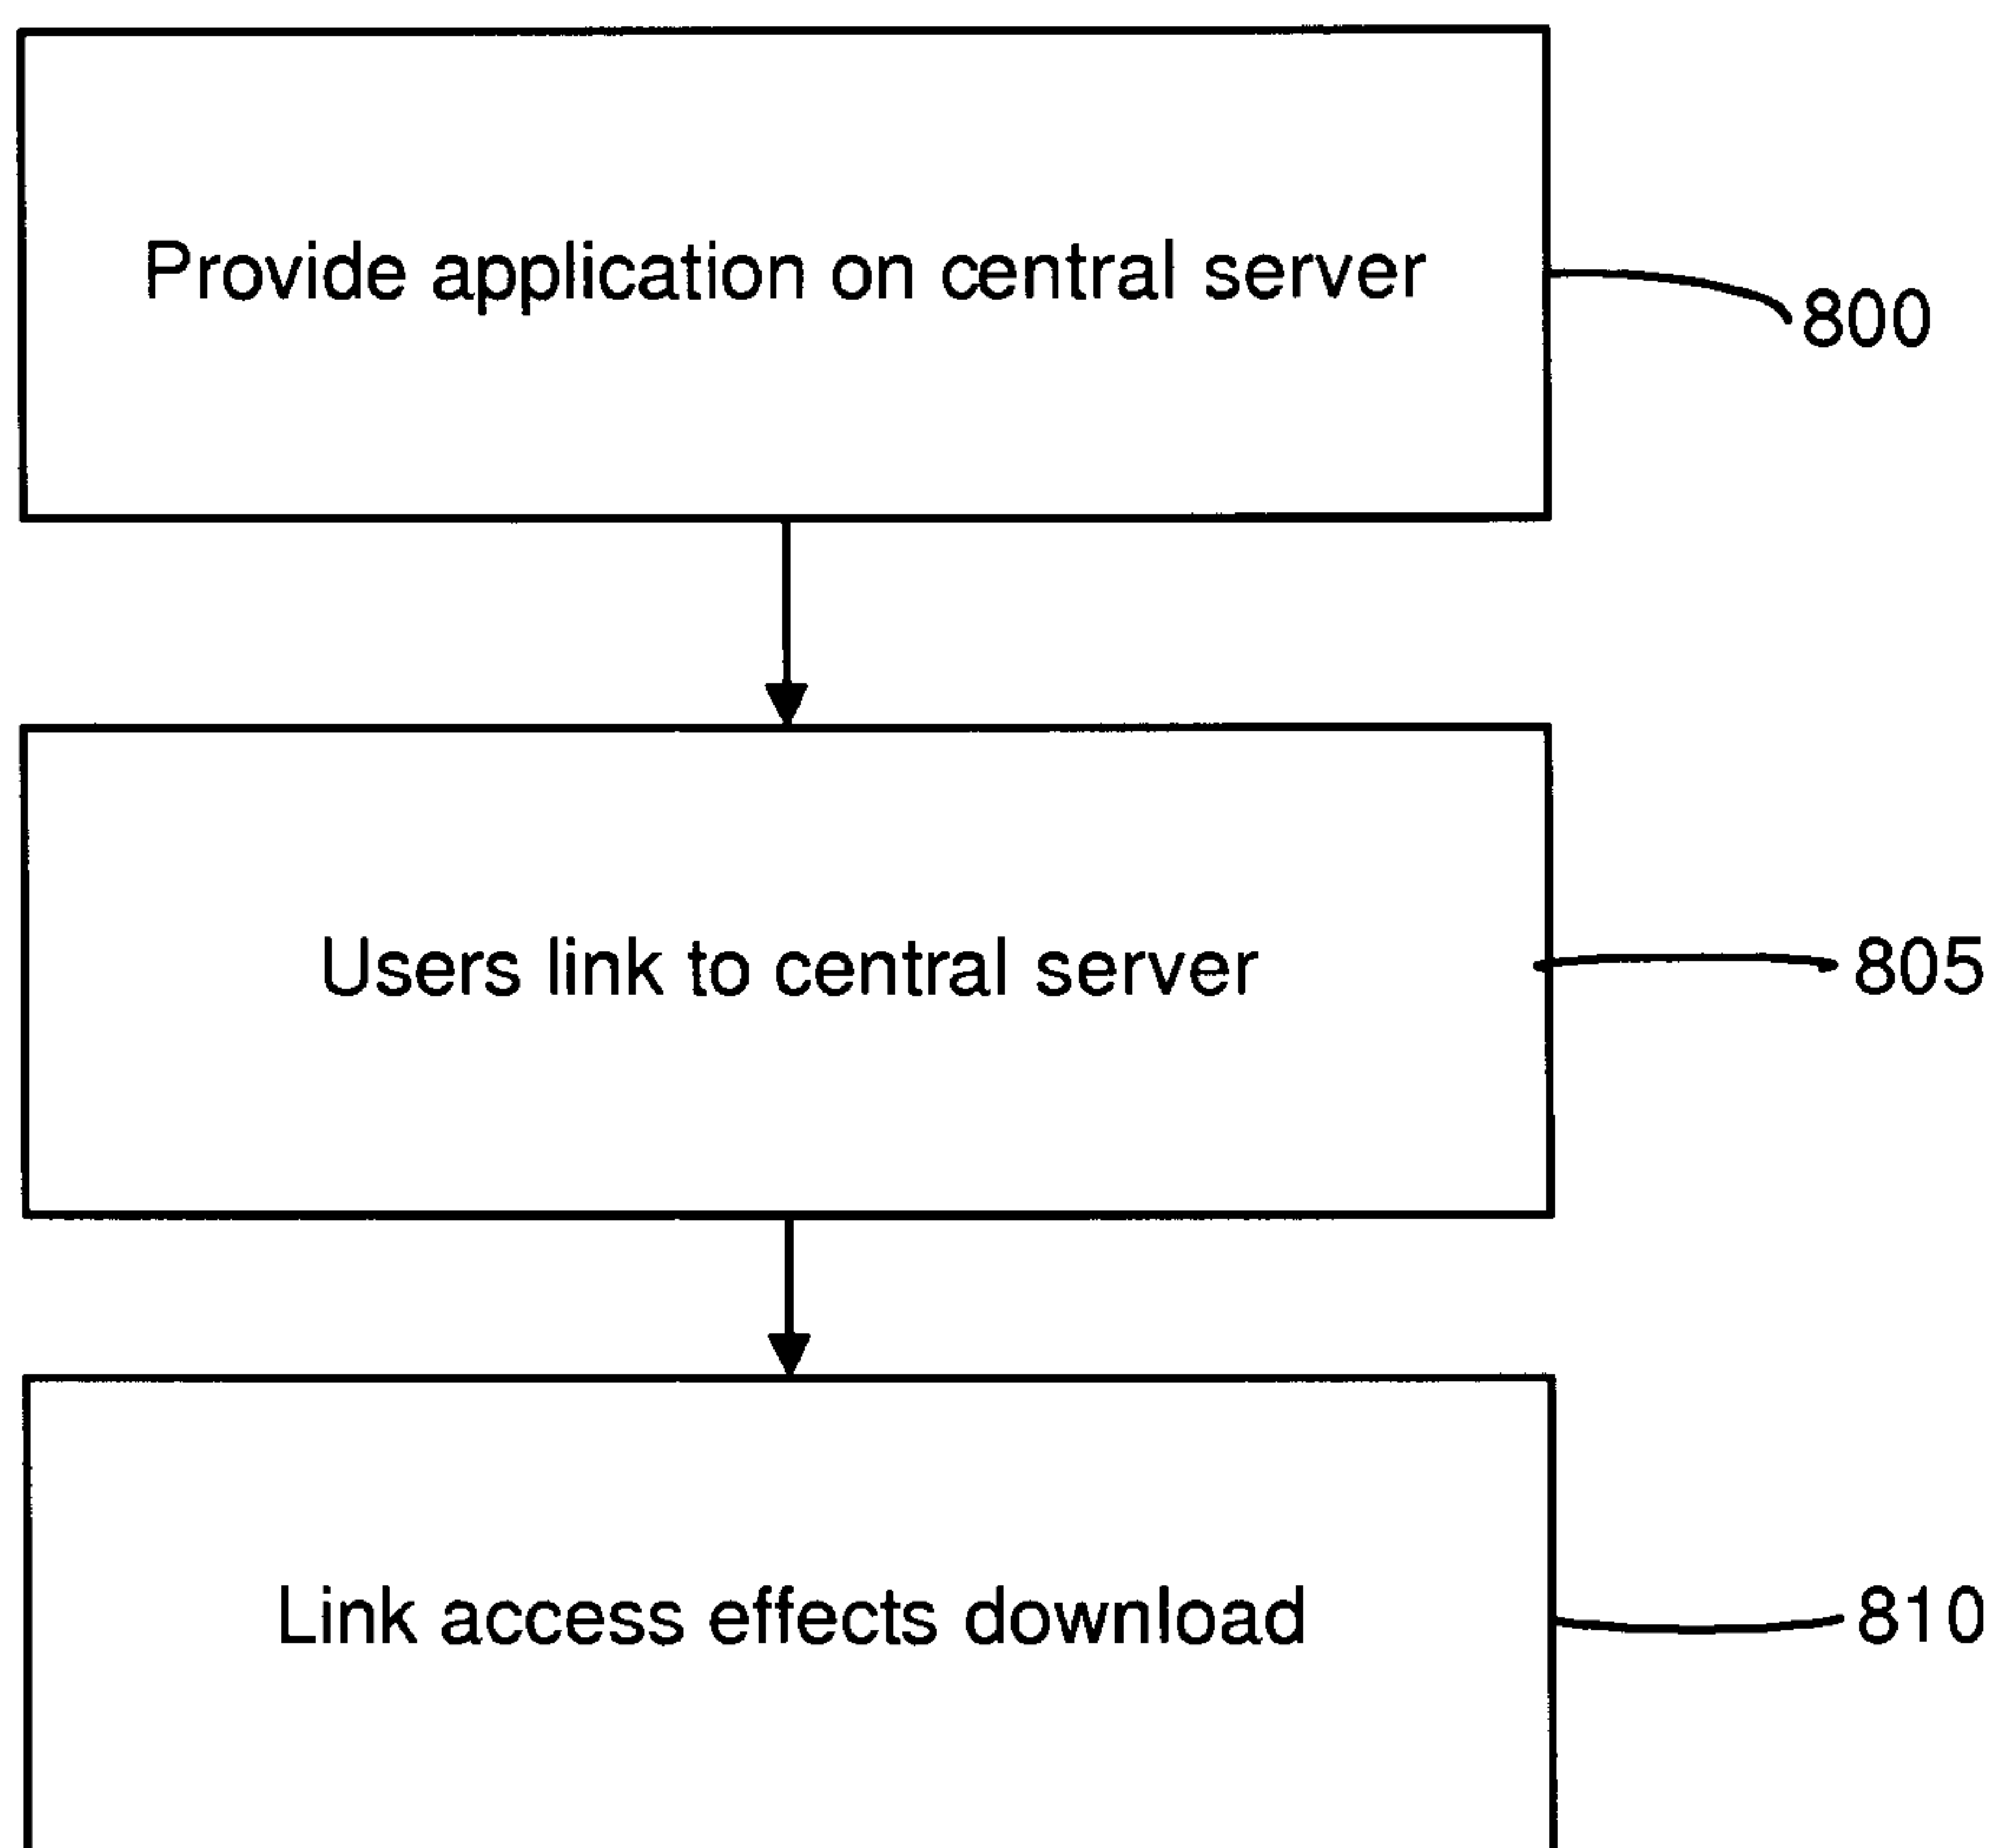 Provide application on central server
800
Users link to central server
805
Link access effects download
810